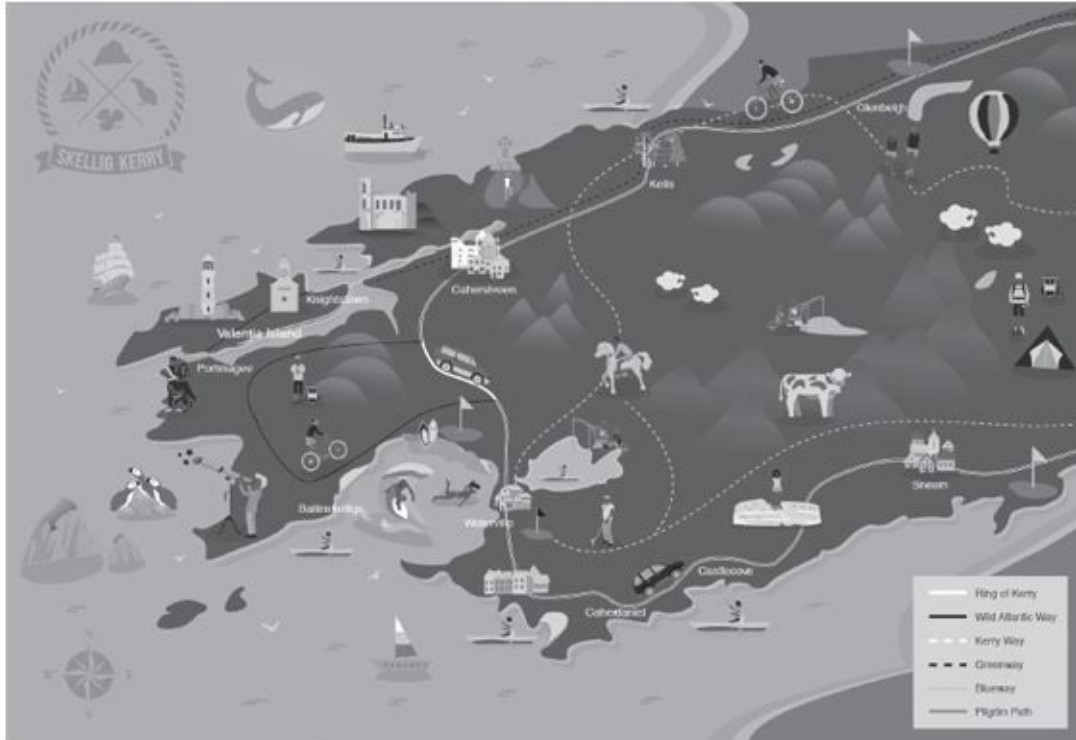 SKELLIG KERRY
Glenbeigh
Kells
Cahersiveen
Knightstown
Valentia Island
Portmagee
Ballinskelligs
Waterville
Sneem
Castlecove
Caherdaniel
Ring of Kerry
Wild Atlantic Way
Kerry Way
Greenway
Blueway
Pilgrim Path